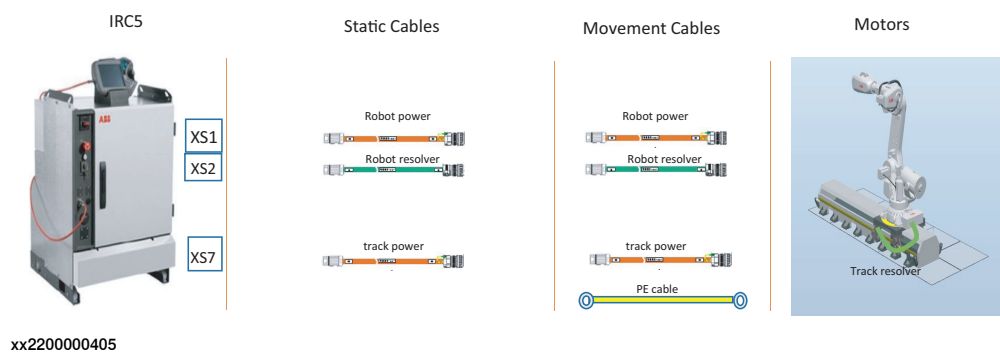 IRC5
Static Cables
Movement Cables
Motors
ABB
XS1
XS2
XS7
Robot power
Robot resolver
track power
Robot power
Robot resolver
track power
PE cable
Track resolver
xx2200000405